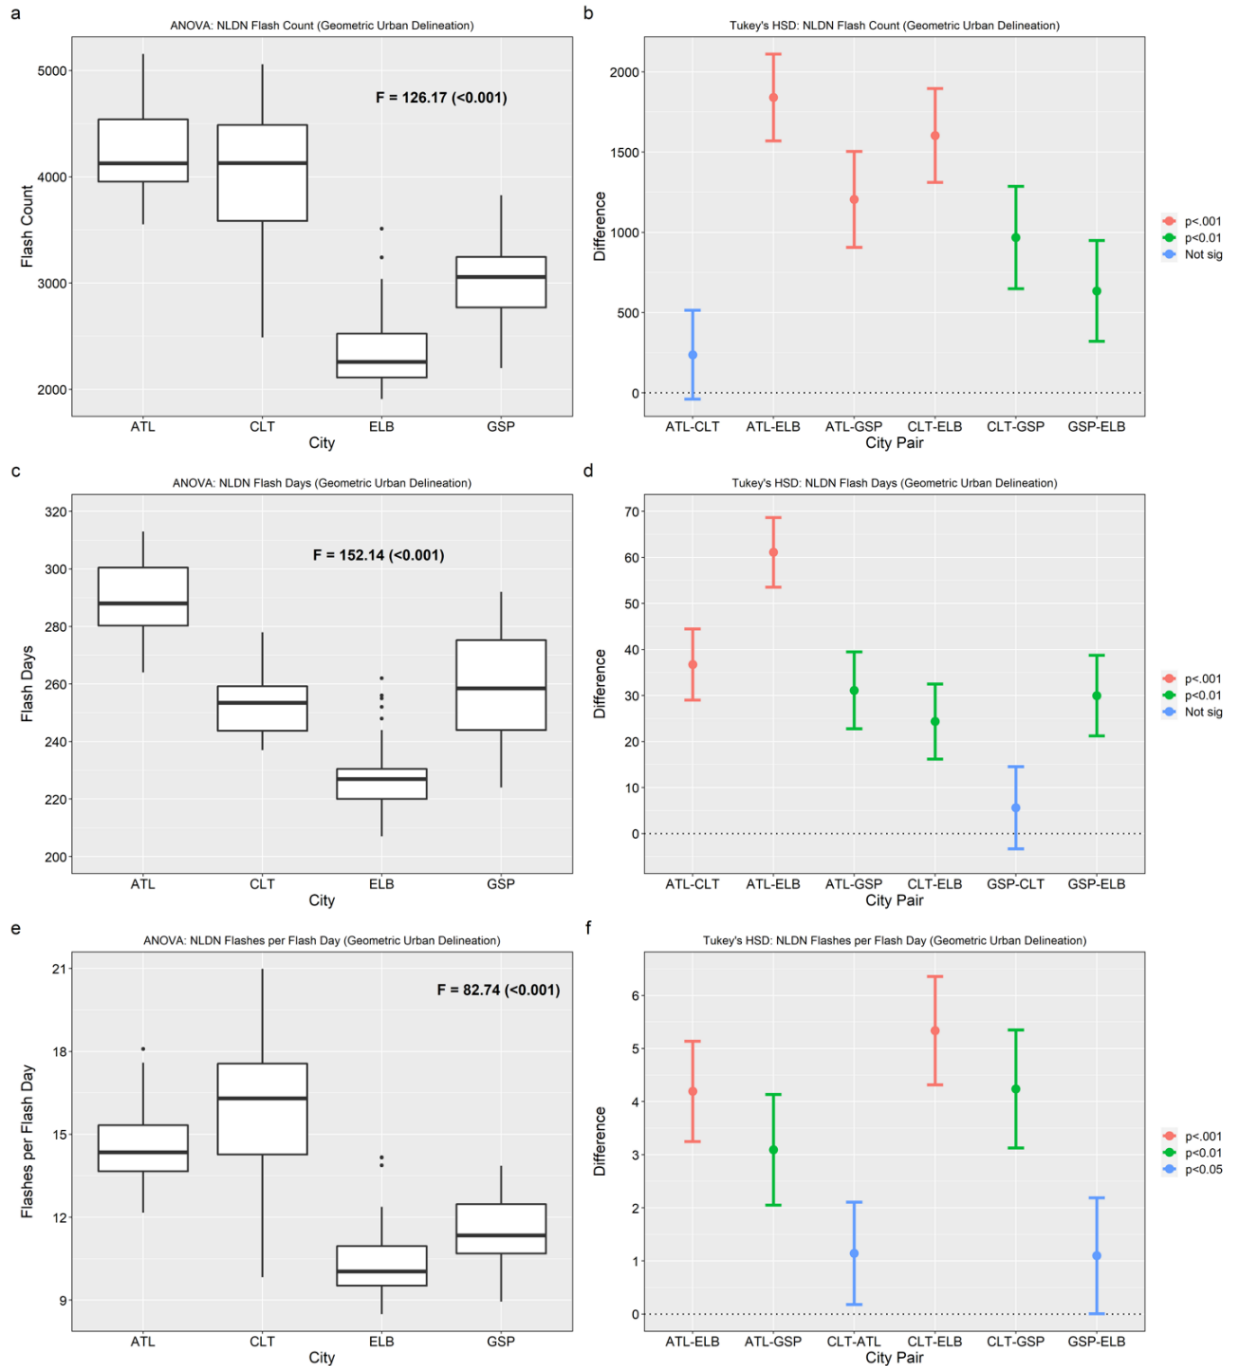 a
ANOVA: NLDN Flash Count (Geometric Urban Delineation)
F = 126.17 (<0.001)
Flash Count
5000
4000
3000
2000
ATL CLT ELB GSP
City
b
Tukey's HSD: NLDN Flash Count (Geometric Urban Delineation)
Difference
2000
1500
1000
500
0
ATL-CLT ATL-ELB ATL-GSP CLT-ELB CLT-GSP GSP-ELB
City Pair
p<.001
p<0.01
Not sig
c
ANOVA: NLDN Flash Days (Geometric Urban Delineation)
F = 152.14 (<0.001)
Flash Days
320
300
280
260
240
220
200
ATL CLT ELB GSP
City
d
Tukey's HSD: NLDN Flash Days (Geometric Urban Delineation)
Difference
70
60
50
40
30
20
10
0
ATL-CLT ATL-ELB ATL-GSP CLT-ELB GSP-CLT GSP-ELB
City Pair
p<.001
p<0.01
Not sig
e
ANOVA: NLDN Flashes per Flash Day (Geometric Urban Delineation)
F = 82.74 (<0.001)
Flashes per Flash Day
21
18
15
12
9
ATL CLT ELB GSP
City
f
Tukey's HSD: NLDN Flashes per Flash Day (Geometric Urban Delineation)
Difference
6
5
4
3
2
1
0
ATL-ELB ATL-GSP CLT-ATL CLT-ELB CLT-GSP GSP-ELB
City Pair
p<.001
p<0.01
p<0.05